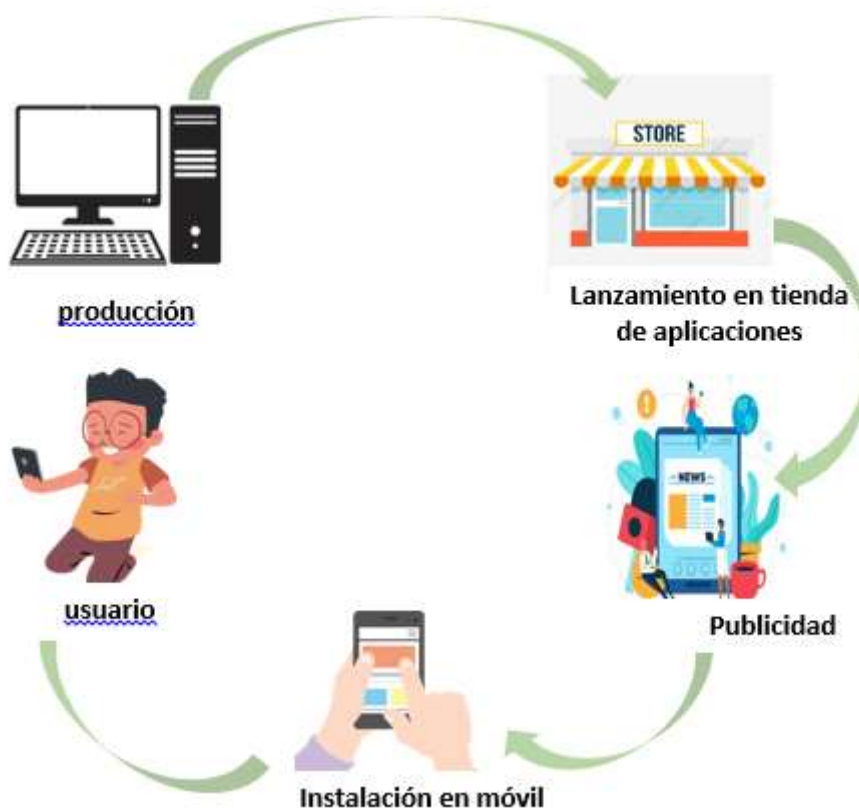 STORE
producción
Lanzamiento en tienda
de aplicaciones
NEWS
usuario
Publicidad
Instalación en móvil